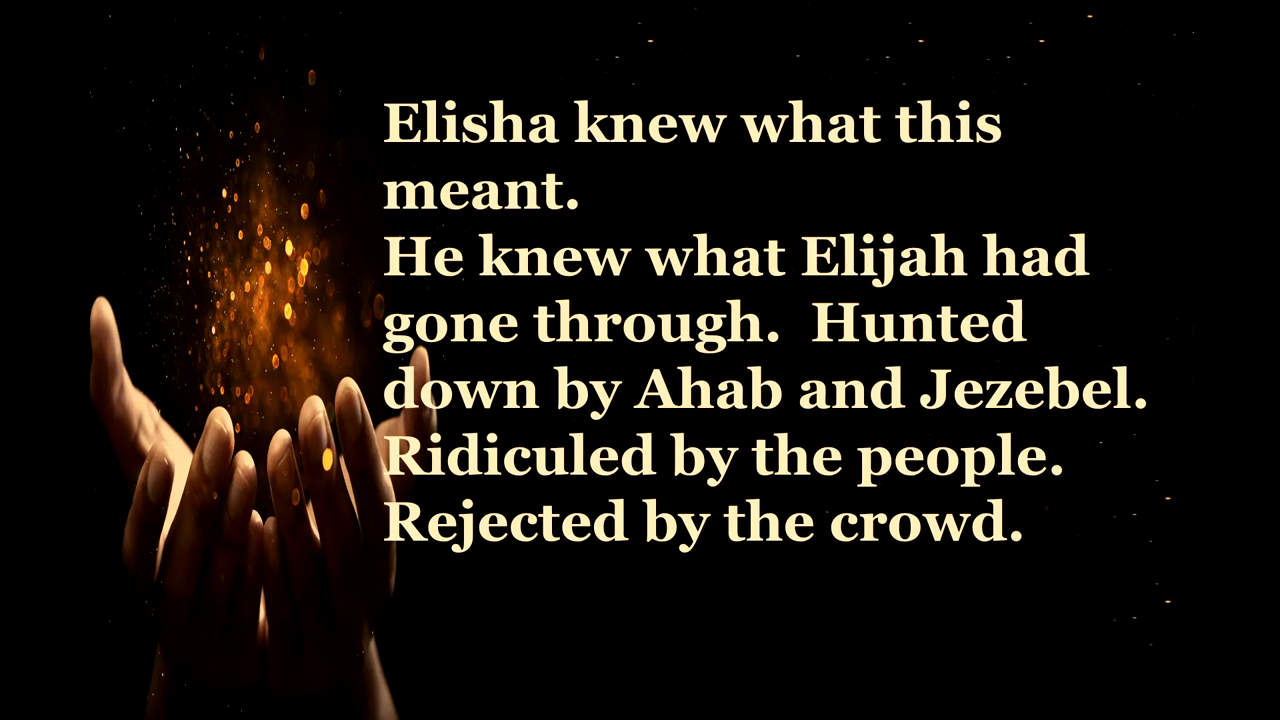 Elisha knew what this
meant.
He knew what Elijah had
gone through.  Hunted
down by Ahab and Jezebel.
Ridiculed by the people.
Rejected by the crowd.